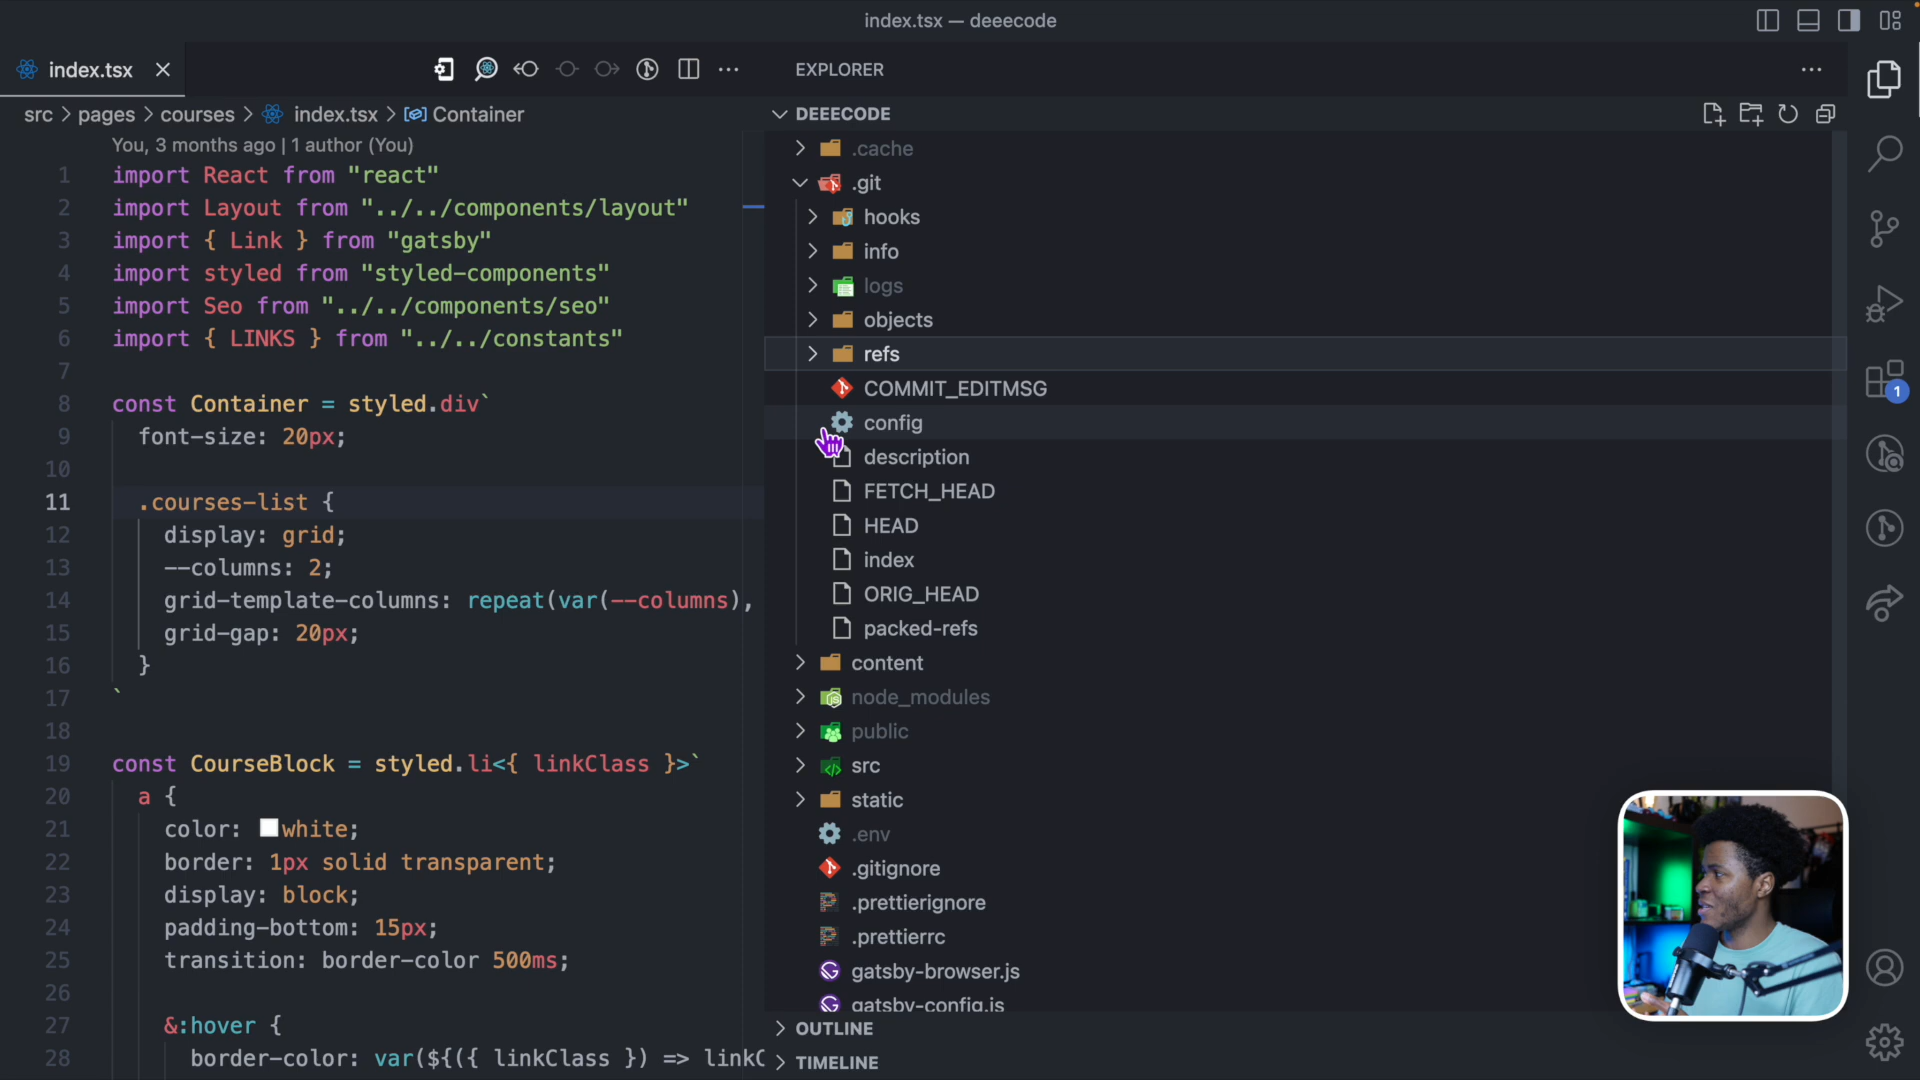 index.tsx — deeecode
index.tsx
EXPLORER
src > pages > courses > index.tsx > Container
You, 3 months ago | 1 author (You)
1 import React from "react"
2 import Layout from "../../components/layout"
3 import { Link } from "gatsby"
4 import styled from "styled-components"
5 import Seo from "../../components/seo"
6 import { LINKS } from "../../constants"
7
8 const Container = styled.div`
9 font-size: 20px;
10
11 .courses-list {
12 display: grid;
13 --columns: 2;
14 grid-template-columns: repeat(var(--columns),
15 grid-gap: 20px;
16 }
17 `
18
19 const CourseBlock = styled.li<{ linkClass }>`
20 a {
21 color: white;
22 border: 1px solid transparent;
23 display: block;
24 padding-bottom: 15px;
25 transition: border-color 500ms;
26
27 &:hover {
28 border-color: var(${({ linkClass }) => linkC
DEEECODE
.cache
.git
hooks
info
logs
objects
refs
COMMIT_EDITMSG
config
description
FETCH_HEAD
HEAD
index
ORIG_HEAD
packed-refs
content
node_modules
public
src
static
.env
.gitignore
.prettierignore
.prettierrc
gatsby-browser.js
gatsby-config.js
OUTLINE
TIMELINE
1